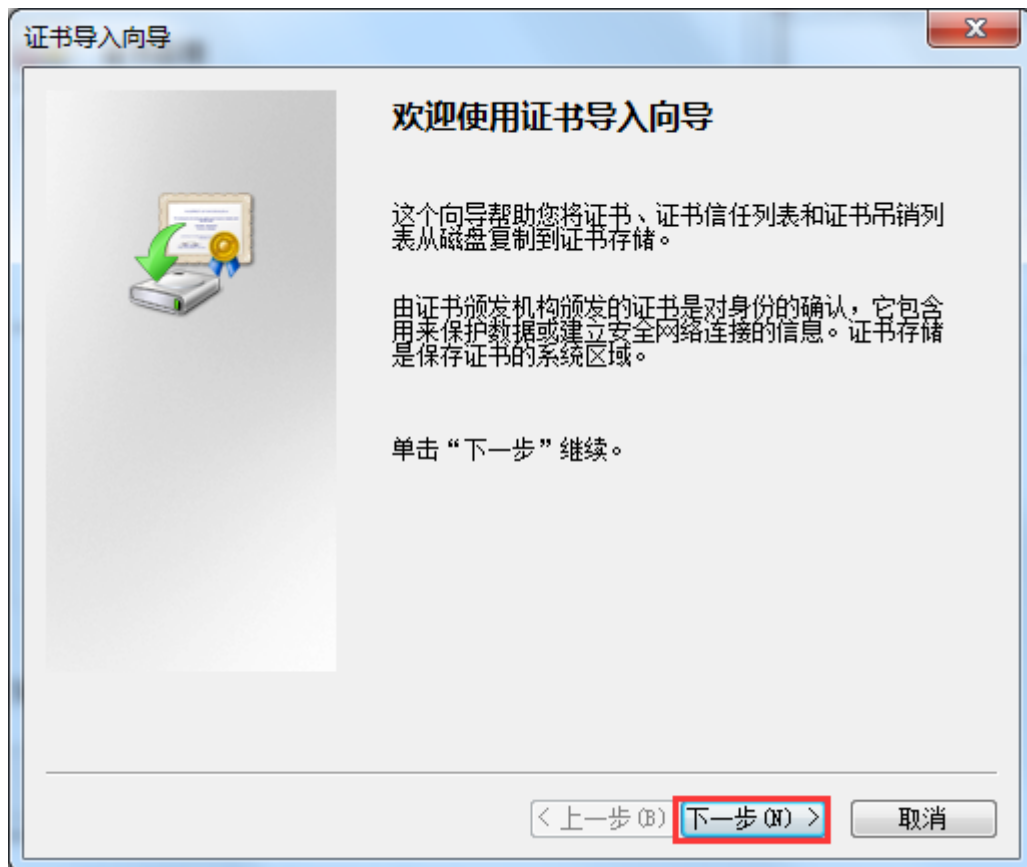 证书导入向导
欢迎使用证书导入向导
这个向导帮助您将证书、证书信任列表和证书吊销列
表从磁盘复制到证书存储。
由证书颁发机构颁发的证书是对身份的确认，它包含
用来保护数据或建立安全网络连接的信息。证书存储
是保存证书的系统区域。
单击“下一步”继续。
< 上一步(B) 下一步(N) > 取消